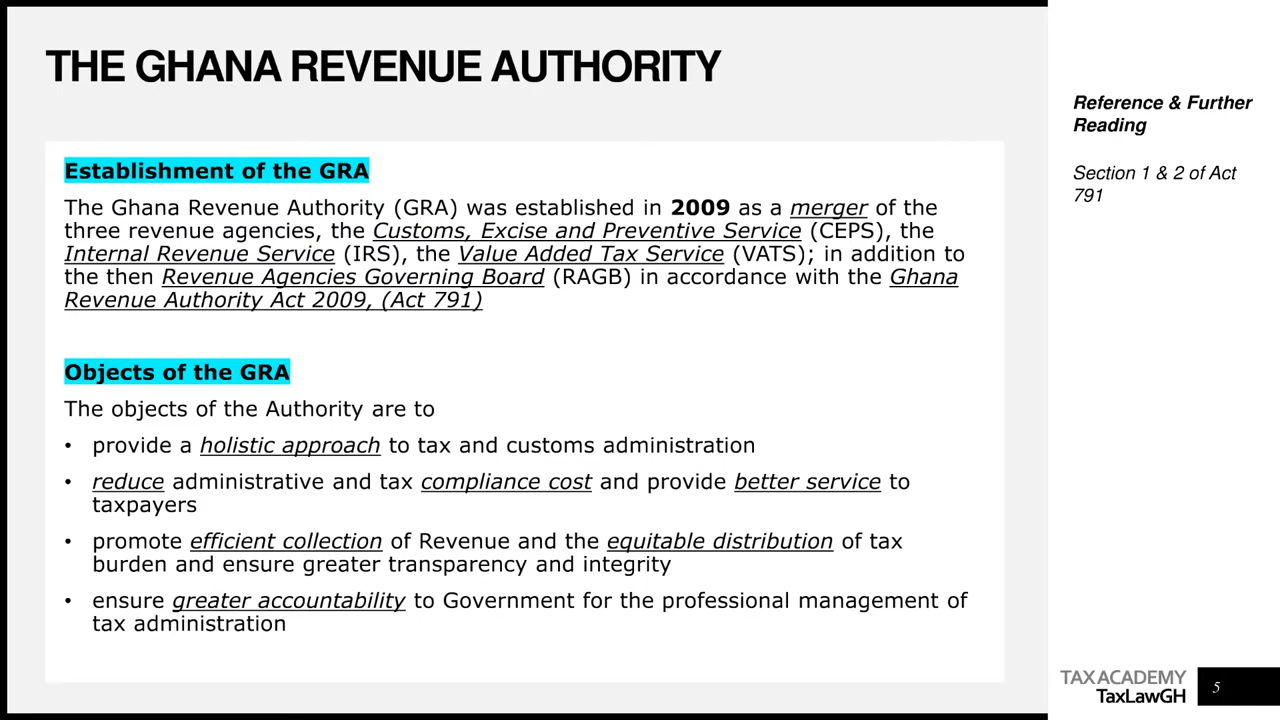 THE GHANA REVENUE AUTHORITY
Establishment of the GRA
The Ghana Revenue Authority (GRA) was established in 2009 as a merger of the
three revenue agencies, the Customs, Excise and Preventive Service (CEPS), the
Internal Revenue Service (IRS), the Value Added Tax Service (VATS); in addition to
the then Revenue Agencies Governing Board (RAGB) in accordance with the Ghana
Revenue Authority Act 2009, (Act 791)
Objects of the GRA
The objects of the Authority are to
• provide a holistic approach to tax and customs administration
• reduce administrative and tax compliance cost and provide better service to
taxpayers
• promote efficient collection of Revenue and the equitable distribution of tax
burden and ensure greater transparency and integrity
• ensure greater accountability to Government for the professional management of
tax administration
Reference & Further
Reading
Section 1 & 2 of Act
791
TAX ACADEMY
TaxLawGH
5